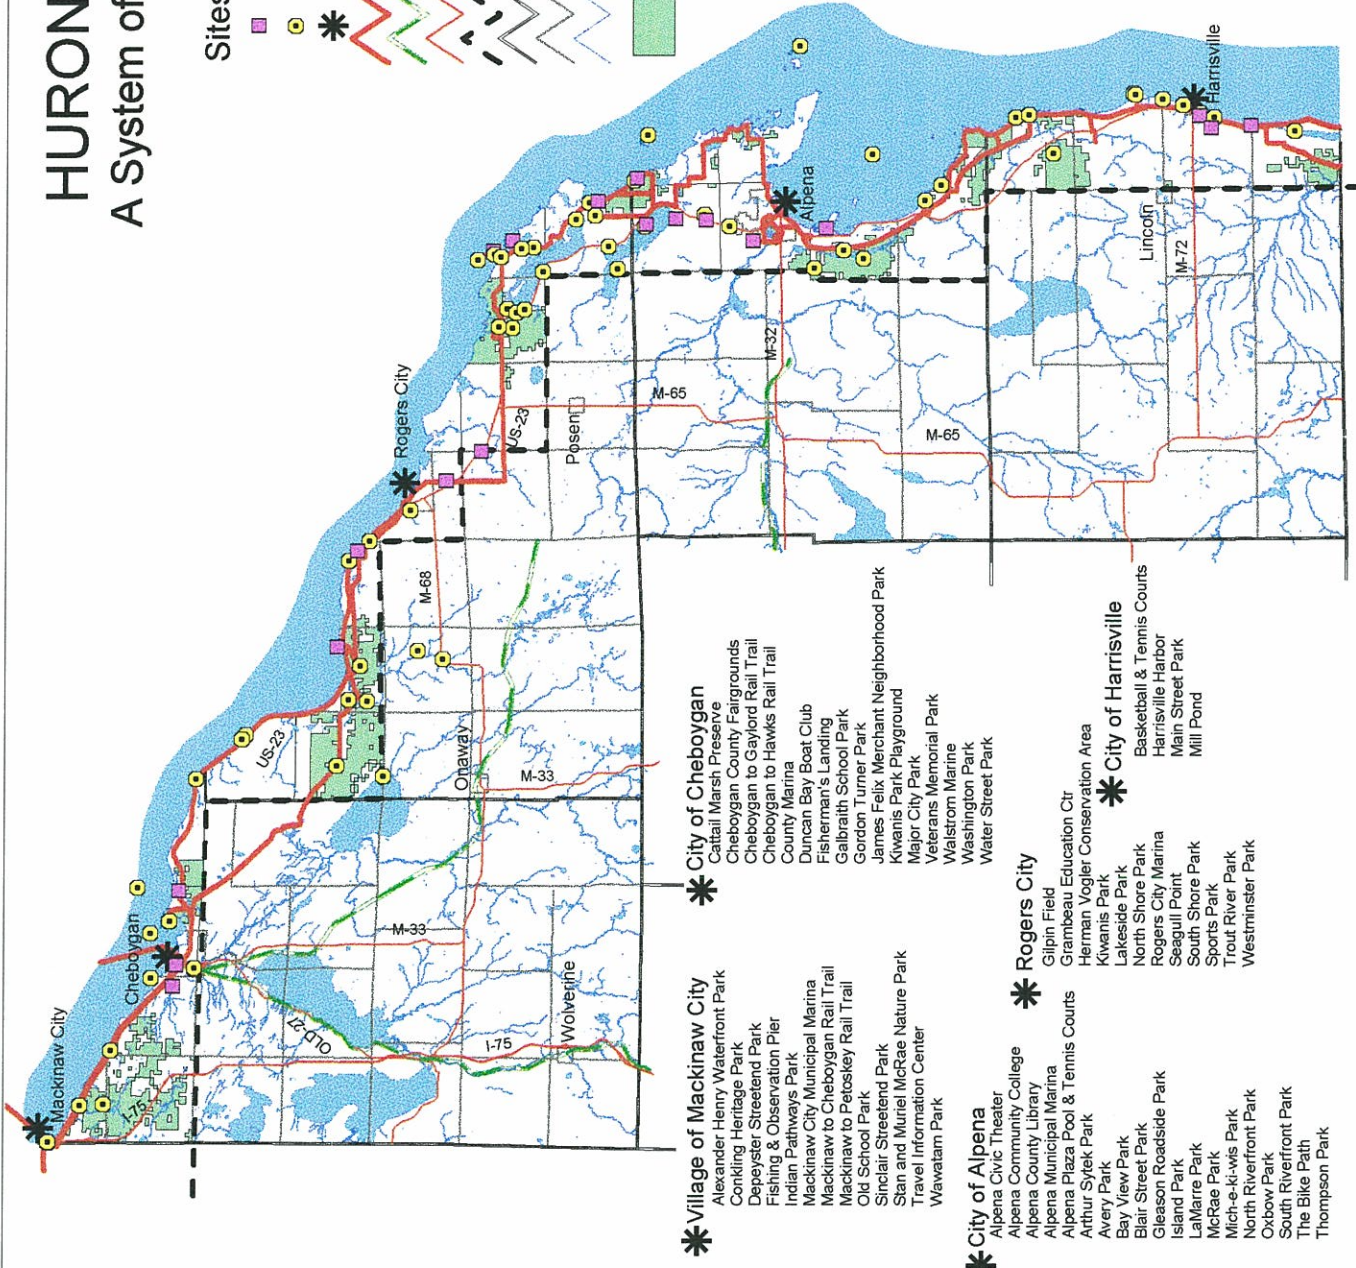 HURON
A System of
Sites
Mackinaw City
I-75
Cheboygan
OLD-27
I-75
Wolverine
M-33
US-23
Onaway
M-33
M-68
Rogers City
US-23
Posen
M-65
M-32
M-65
Alpena
Lincoln
M-72
Harrisville
Village of Mackinaw City
Alexander Henry Waterfront Park
Conkling Heritage Park
Depeyster Streetend Park
Fishing & Observation Pier
Indian Pathways Park
Mackinaw City Municipal Marina
Mackinaw to Cheboygan Rail Trail
Mackinaw to Petoskey Rail Trail
Old School Park
Sinclair Streetend Park
Stan and Muriel McRae Nature Park
Travel Information Center
Wawatam Park
City of Cheboygan
Cattail Marsh Preserve
Cheboygan County Fairgrounds
Cheboygan to Gaylord Rail Trail
Cheboygan to Hawks Rail Trail
County Marina
Duncan Bay Boat Club
Fisherman's Landing
Galbraith School Park
Gordon Turner Park
James Felix Merchant Neighborhood Park
Kiwanis Park Playground
Major City Park
Veterans Memorial Park
Walstrom Marine
Washington Park
Water Street Park
City of Alpena
Alpena Civic Theater
Alpena Community College
Alpena County Library
Alpena Municipal Marina
Alpena Plaza Pool & Tennis Courts
Arthur Sytek Park
Avery Park
Bay View Park
Blair Street Park
Gleason Roadside Park
Island Park
LaMarre Park
McRae Park
Mich-e-ki-wis Park
North Riverfront Park
Oxbow Park
South Riverfront Park
The Bike Path
Thompson Park
Rogers City
Gilpin Field
Grambeau Education Ctr
Herman Vogler Conservation Area
Kiwanis Park
Lakeside Park
North Shore Park
Rogers City Marina
Seagull Point
South Shore Park
Sports Park
Trout River Park
Westminster Park
City of Harrisville
Basketball & Tennis Courts
Harrisville Harbor
Main Street Park
Mill Pond